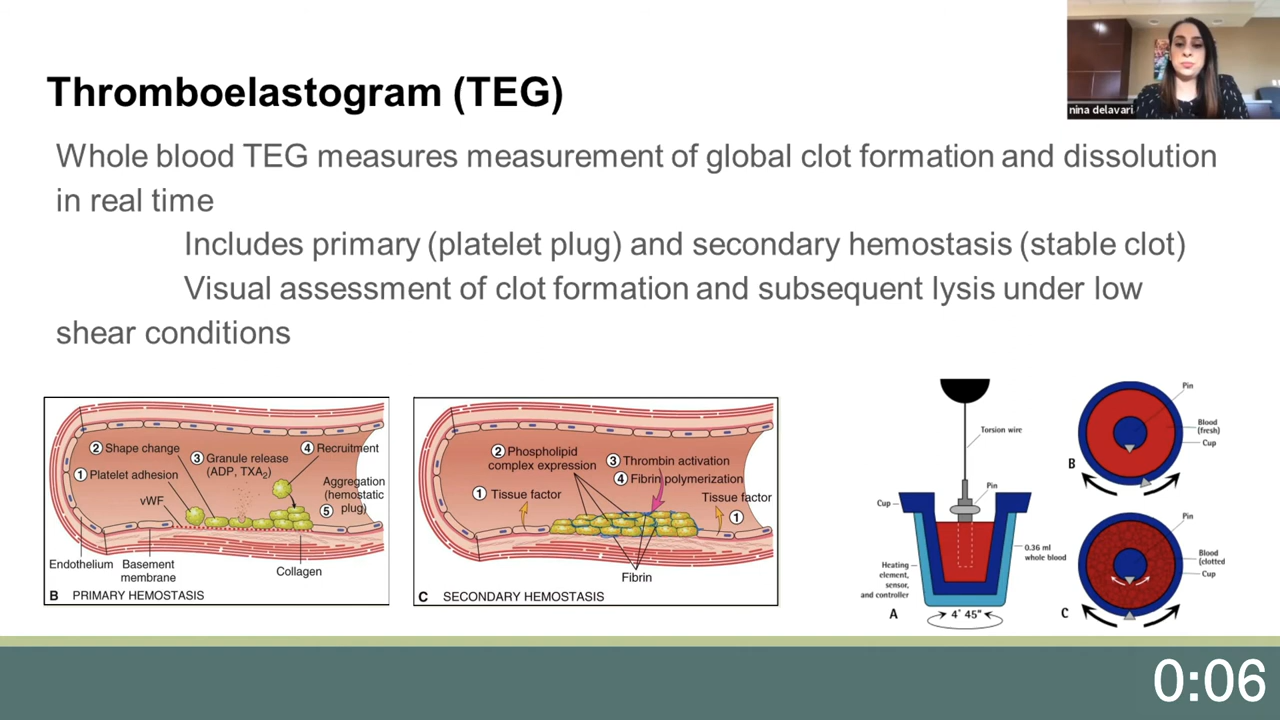 Thromboelastogram (TEG)
nina delavari
Whole blood TEG measures measurement of global clot formation and dissolution
in real time
Includes primary (platelet plug) and secondary hemostasis (stable clot)
Visual assessment of clot formation and subsequent lysis under low
shear conditions
② Shape change
③ Granule release
(ADP, TXA₂)
④ Recruitment
① Platelet adhesion
vWF
Aggregation
(hemostatic
⑤ plug)
Endothelium
Basement
membrane
Collagen
B PRIMARY HEMOSTASIS
② Phospholipid
complex expression
③ Thrombin activation
④ Fibrin polymerization
① Tissue factor
Tissue factor
①
Fibrin
C SECONDARY HEMOSTASIS
Torsion wire
Pin
Cup
0.36 ml
whole blood
Heating
element,
sensor,
and controller
A
4° 45"
Pin
Blood
(fresh)
Cup
B
Pin
Blood
(clotted
Cup
C
0:06